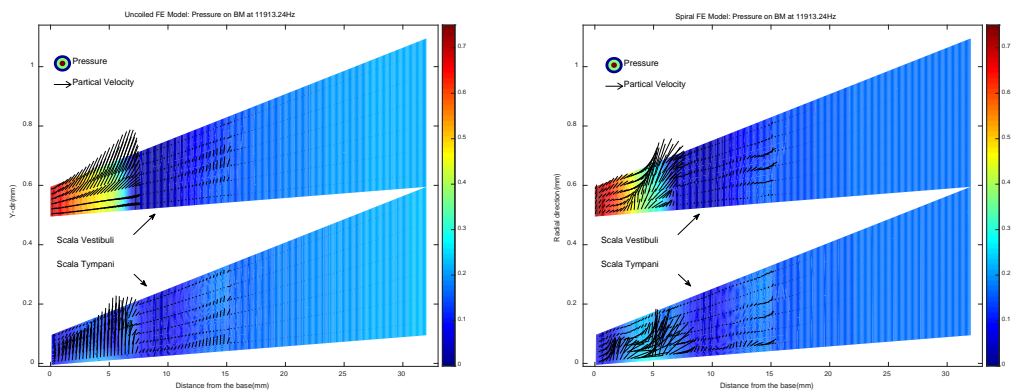 Uncoiled FE Model: Pressure on BM at 11913.24Hz
Pressure
Partical Velocity
Scala Vestibuli
Scala Tympani
Y-dir(mm)
1
0.8
0.6
0.4
0.2
0
0 5 10 15 20 25 30
Distance from the base(mm)
0.7
0.6
0.5
0.4
0.3
0.2
0.1
0
Spiral FE Model: Pressure on BM at 11913.24Hz
Pressure
Partical Velocity
Scala Vestibuli
Scala Tympani
Radial direction(mm)
1
0.8
0.6
0.4
0.2
0
0 5 10 15 20 25 30
Distance from the base(mm)
0.7
0.6
0.5
0.4
0.3
0.2
0.1
0